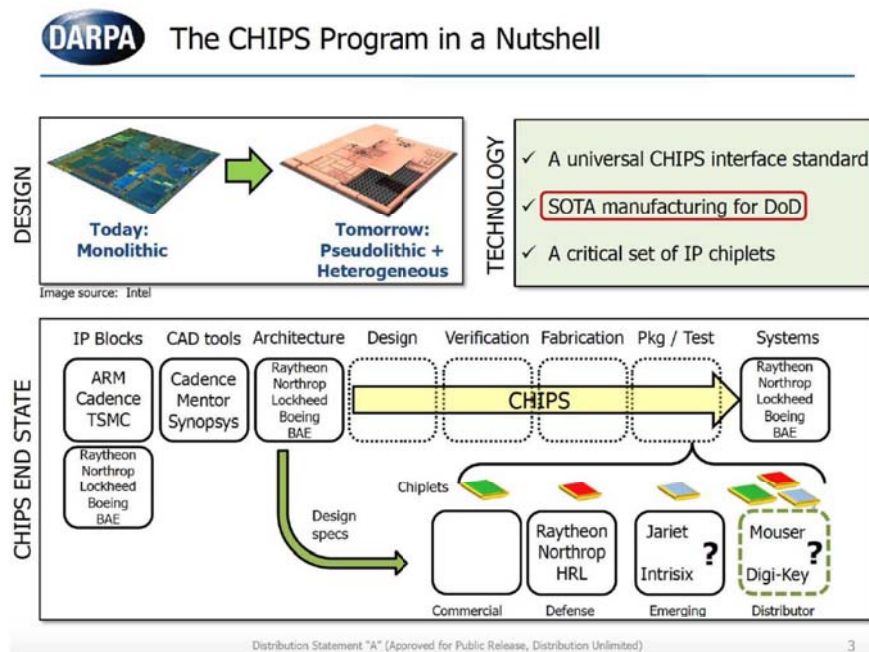 DARPA
The CHIPS Program in a Nutshell
DESIGN
Today:
Monolithic
Tomorrow:
Pseudolithic +
Heterogeneous
Image source: Intel
TECHNOLOGY
✓ A universal CHIPS interface standard
✓ SOTA manufacturing for DoD
✓ A critical set of IP chiplets
CHIPS END STATE
IP Blocks
CAD tools
Architecture
Design
Verification
Fabrication
Pkg / Test
Systems
ARM
Cadence
TSMC
Cadence
Mentor
Synopsys
Raytheon
Northrop
Lockheed
Boeing
BAE
CHIPS
Raytheon
Northrop
Lockheed
Boeing
BAE
Raytheon
Northrop
Lockheed
Boeing
BAE
Design
specs
Chiplets
Raytheon
Northrop
HRL
Jariet
?
Intrisix
Mouser
?
Digi-Key
Commercial
Defense
Emerging
Distributor
Distribution Statement "A" (Approved for Public Release, Distribution Unlimited)
3